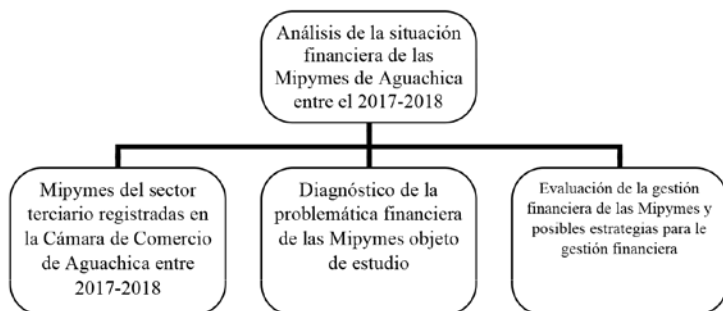 Análisis de la situación
financiera de las
Mipymes de Aguachica
entre el 2017-2018
Mipymes del sector
terciario registradas en
la Cámara de Comercio
de Aguachica entre
2017-2018
Diagnóstico de la
problemática financiera
de las Mipymes objeto
de estudio
Evaluación de la gestión
financiera de las Mipymes y
posibles estrategias para le
gestión financiera